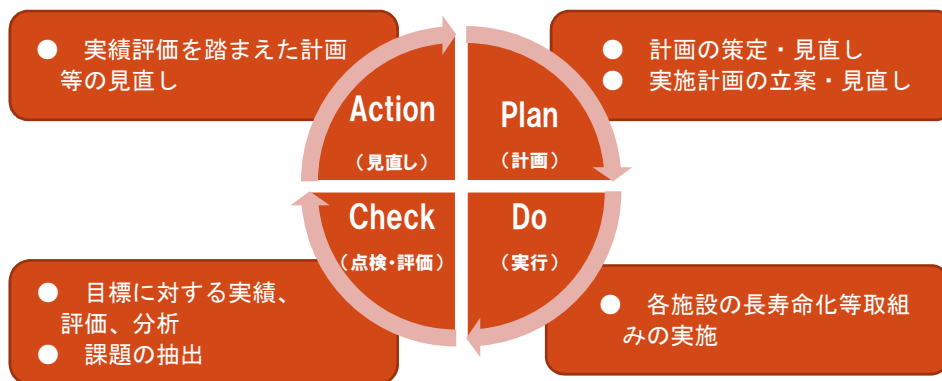 ● 実績評価を踏まえた計画
等の見直し
● 計画の策定・見直し
● 実施計画の立案・見直し
Action
（見直し）
Plan
（計画）
Check
（点検・評価）
Do
（実行）
● 目標に対する実績、
評価、分析
● 課題の抽出
● 各施設の長寿命化等取組
みの実施